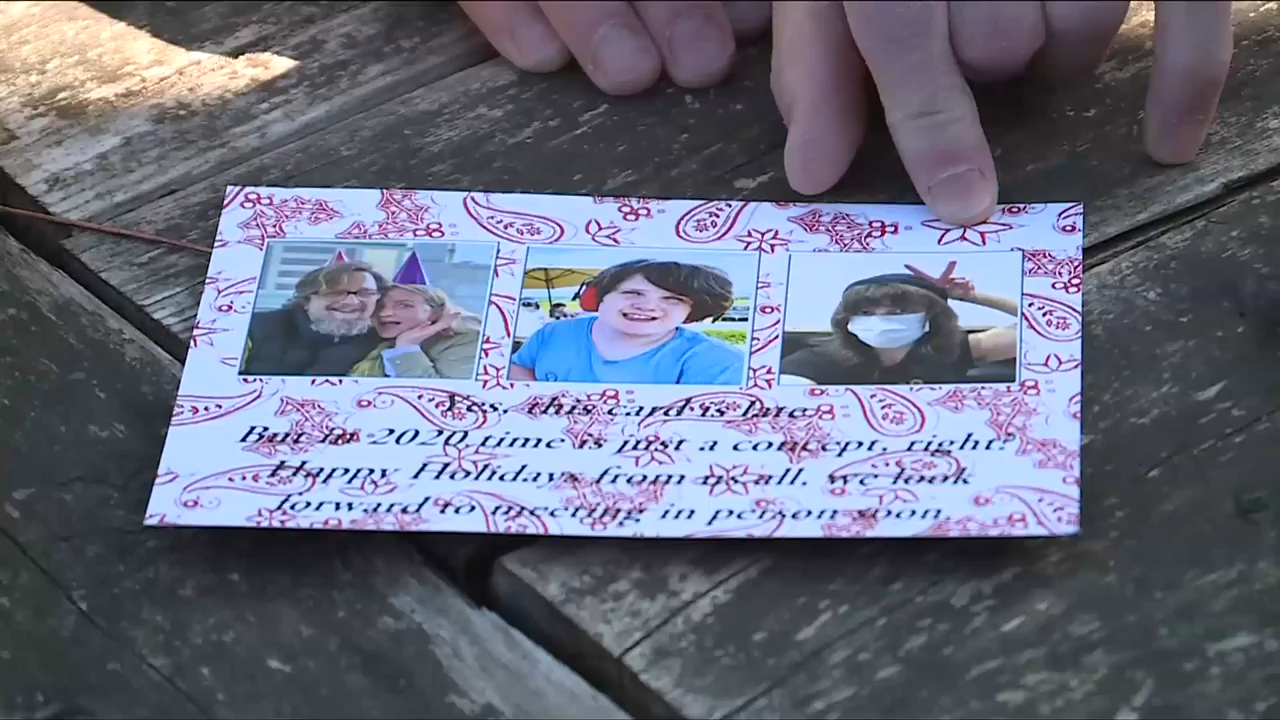 Yes, this card is late.
But in 2020 time is just a concept, right?
Happy Holidays from us all. we look
forward to meeting in person soon.